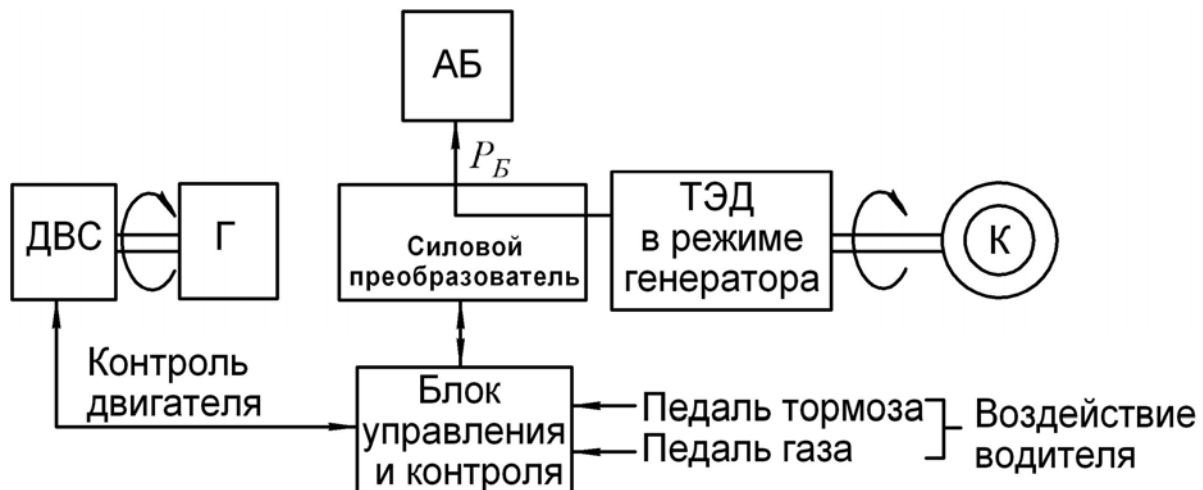 АБ
P_Б
ДВС
Г
Силовой
преобразователь
ТЭД
в режиме
генератора
К
Контроль
двигателя
Блок
управления
и контроля
Педаль тормоза
Педаль газа
Воздействие
водителя